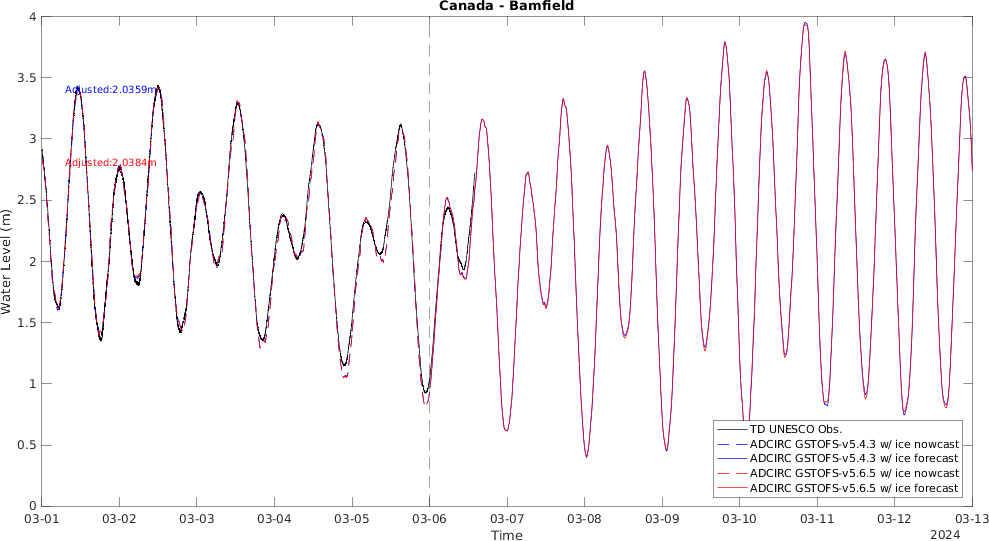 Canada - Bamfield
4
3.5
3
2.5
2
1.5
1
0.5
0
Water Level (m)
Adjusted:2.0359m
Adjusted:2.0384m
TD UNESCO Obs.
ADCIRC GSTOFS-v5.4.3 w/ ice nowcast
ADCIRC GSTOFS-v5.4.3 w/ ice forecast
ADCIRC GSTOFS-v5.6.5 w/ ice nowcast
ADCIRC GSTOFS-v5.6.5 w/ ice forecast
03-01 03-02 03-03 03-04 03-05 03-06 03-07 03-08 03-09 03-10 03-11 03-12 03-13
Time
2024